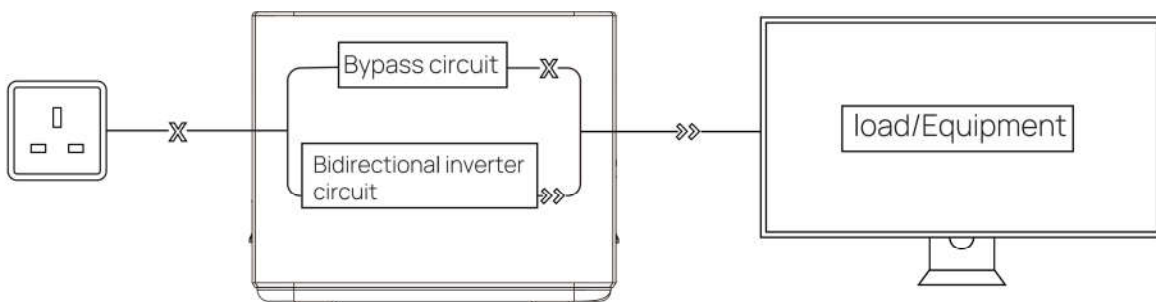 Bypass circuit
Bidirectional inverter
circuit
load/Equipment